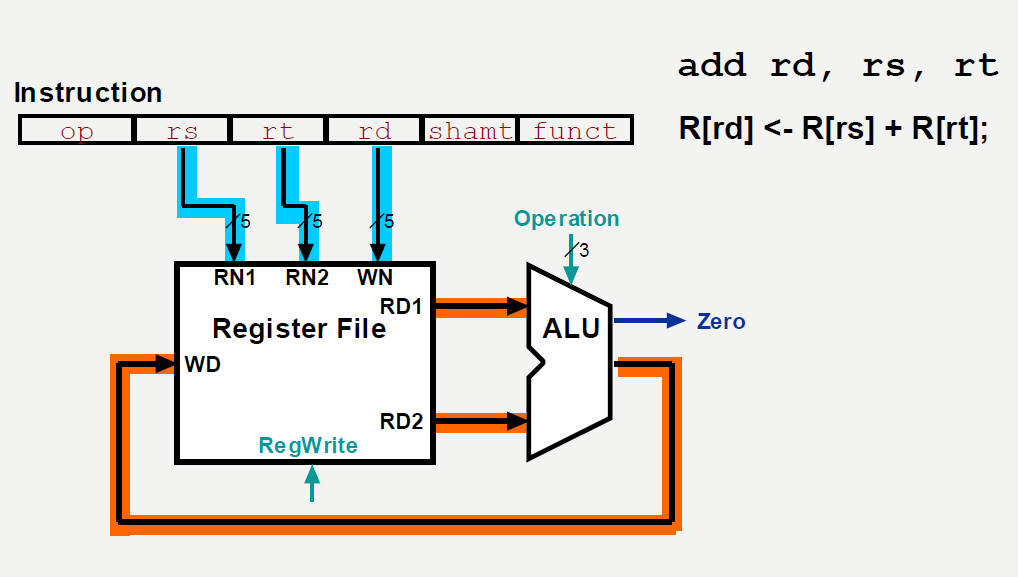 add rd, rs, rt
Instruction
op rs rt rd shamt funct
R[rd] <- R[rs] + R[rt];
5 5 5
Operation
3
RN1 RN2 WN
RD1
Register File
ALU
Zero
WD
RD2
RegWrite